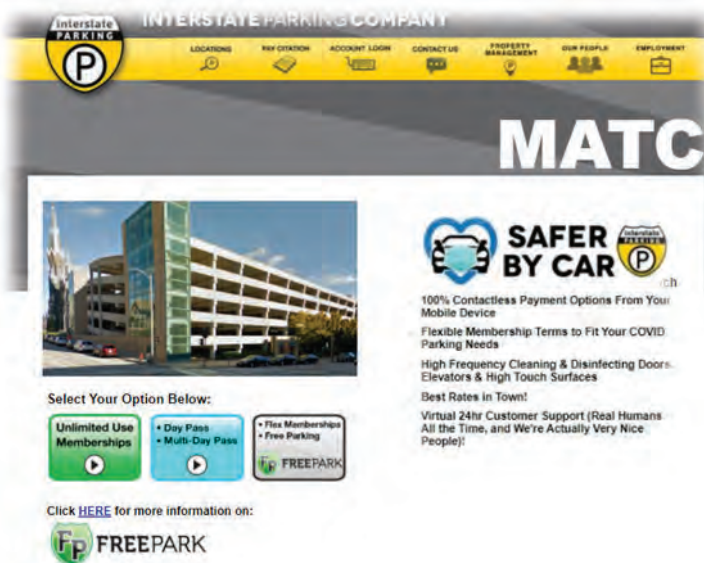 INTERSTATE PARKING COMPANY
interstate
PARKING
P
LOCATIONS
PAY CITATION
ACCOUNT LOGIN
CONTACT US
PROPERTY
MANAGEMENT
OUR PEOPLE
EMPLOYMENT
MATC
SAFER
BY CAR
interstate
PARKING
P
ch
100% Contactless Payment Options From Your
Mobile Device
Flexible Membership Terms to Fit Your COVID
Parking Needs
High Frequency Cleaning & Disinfecting Doors
Elevators & High Touch Surfaces
Best Rates in Town!
Virtual 24hr Customer Support (Real Humans
All the Time, and We're Actually Very Nice
People)!
Select Your Option Below:
Unlimited Use
Memberships
• Day Pass
• Multi-Day Pass
• Flex Memberships
• Free Parking
FP FREEPARK
Click HERE for more information on:
FP FREEPARK